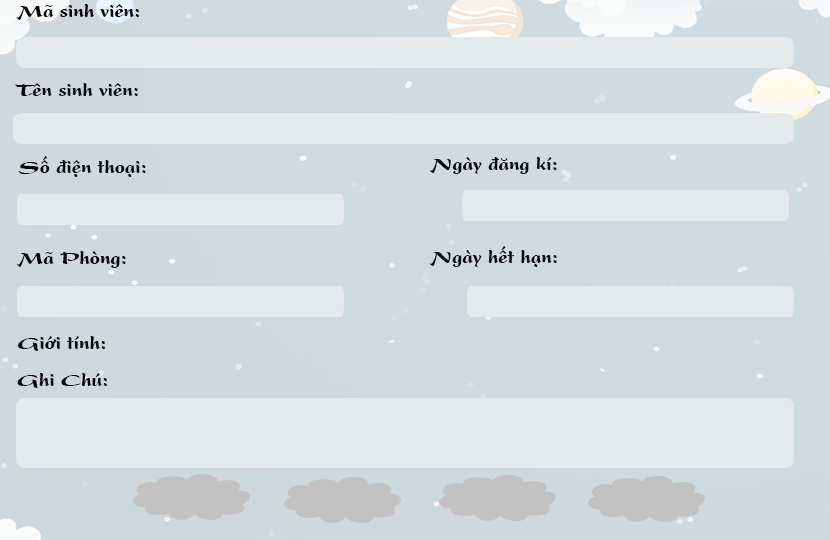 Mã sinh viên:
Tên sinh viên:
Số điện thoại:
Ngày đăng kí:
Mã Phòng:
Ngày hết hạn:
Giới tính:
Ghi Chú: